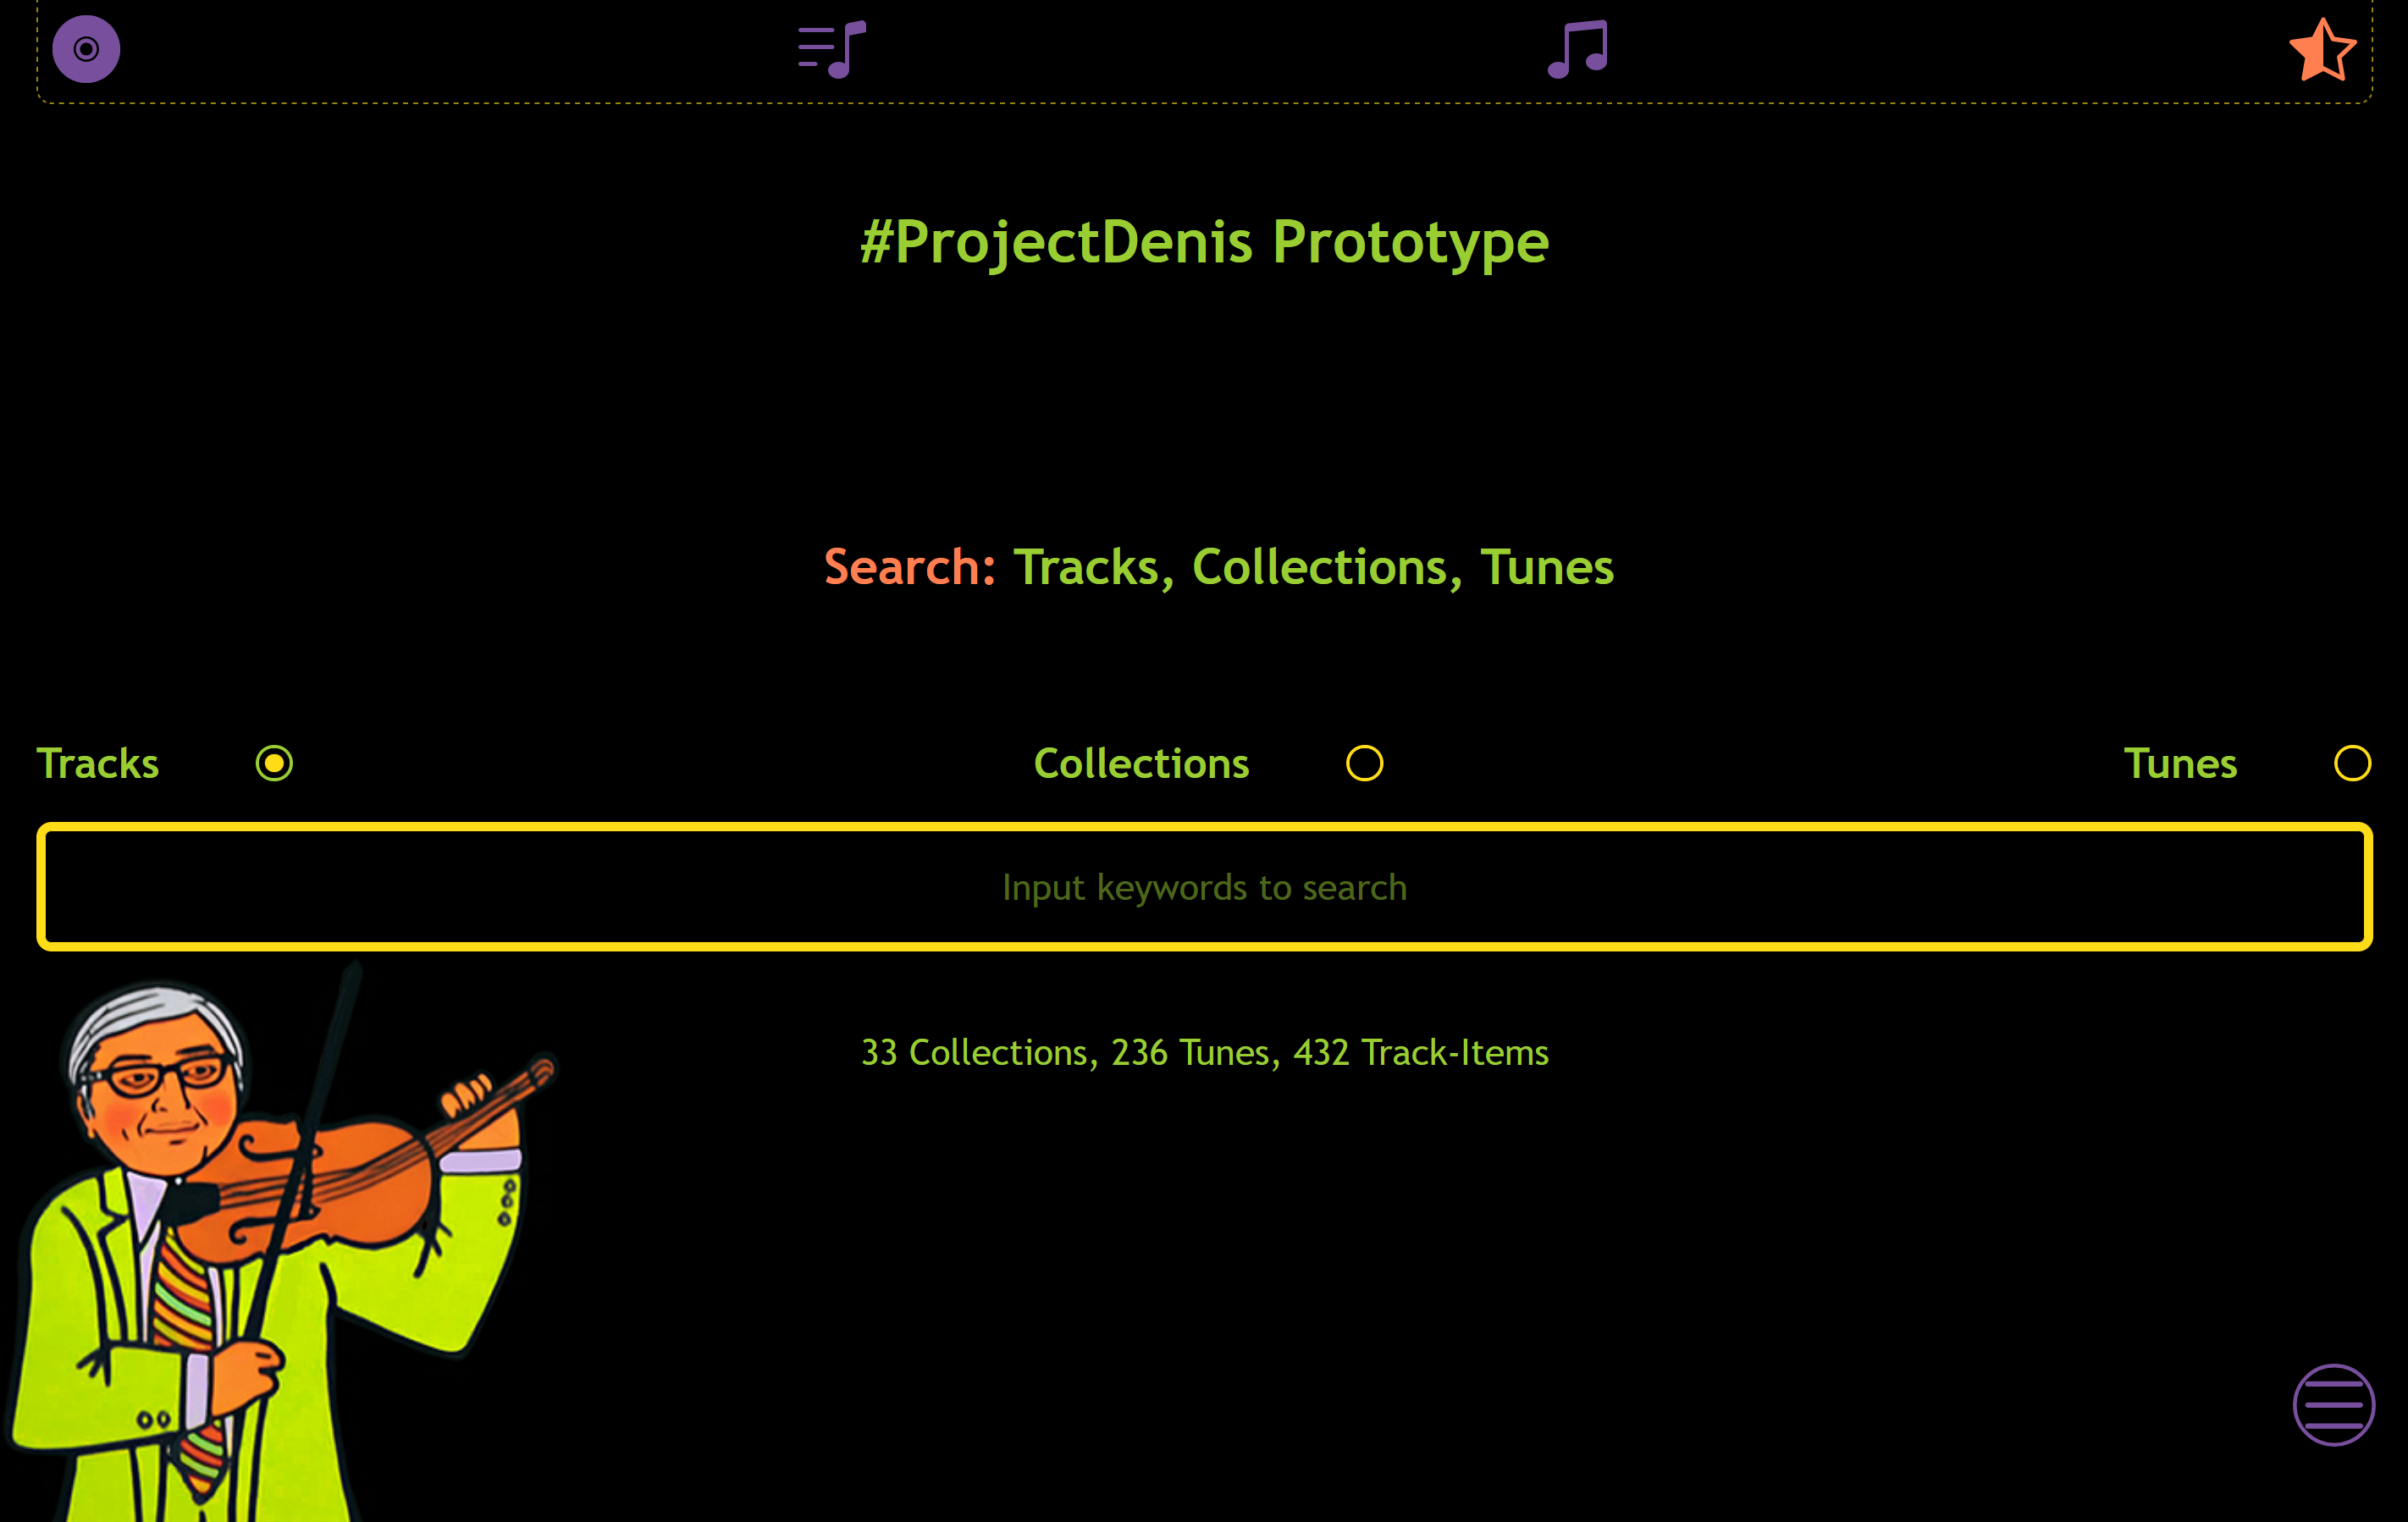 #ProjectDenis Prototype
Search: Tracks, Collections, Tunes
Tracks
Collections
Tunes
Input keywords to search
33 Collections, 236 Tunes, 432 Track-Items